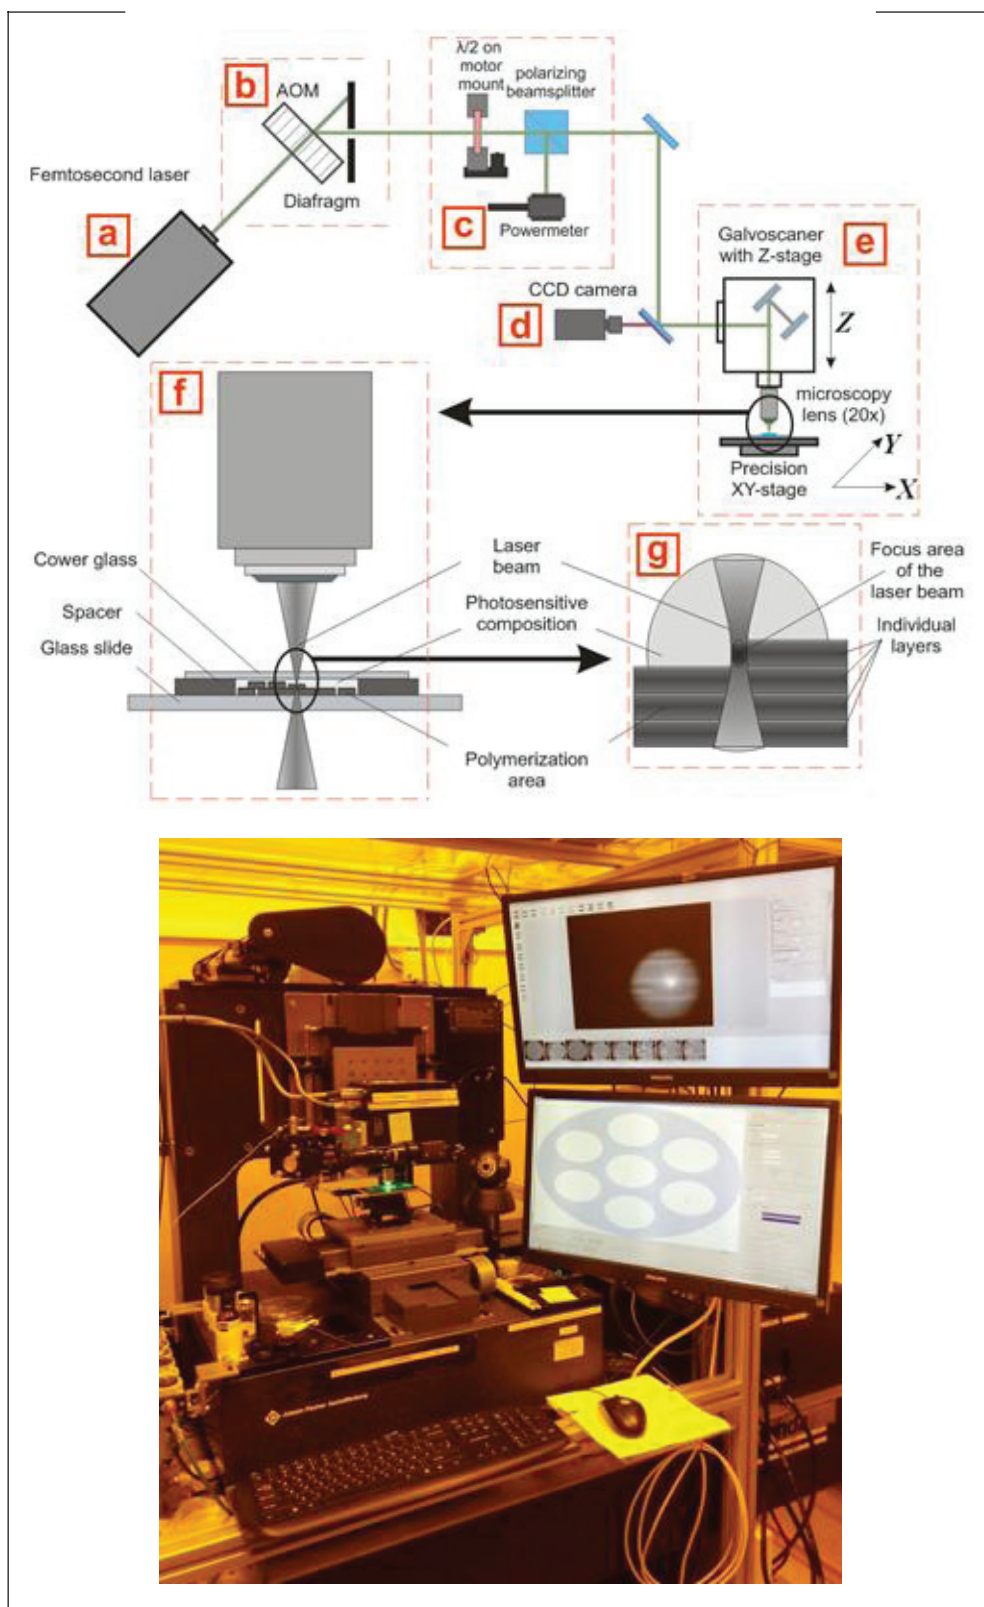 λ/2 on
motor
mount
polarizing
beamsplitter
b
AOM
Femtosecond laser
Diafragm
a
c
Powermeter
Galvoscaner
with Z-stage
e
CCD camera
d
Z
f
microscopy
lens (20x)
Y
Precision
XY-stage
X
Cower glass
Laser
beam
g
Focus area
of the
laser beam
Spacer
Photosensitive
composition
Individual
layers
Glass slide
Polymerization
area
PHILIPS
PHILIPS